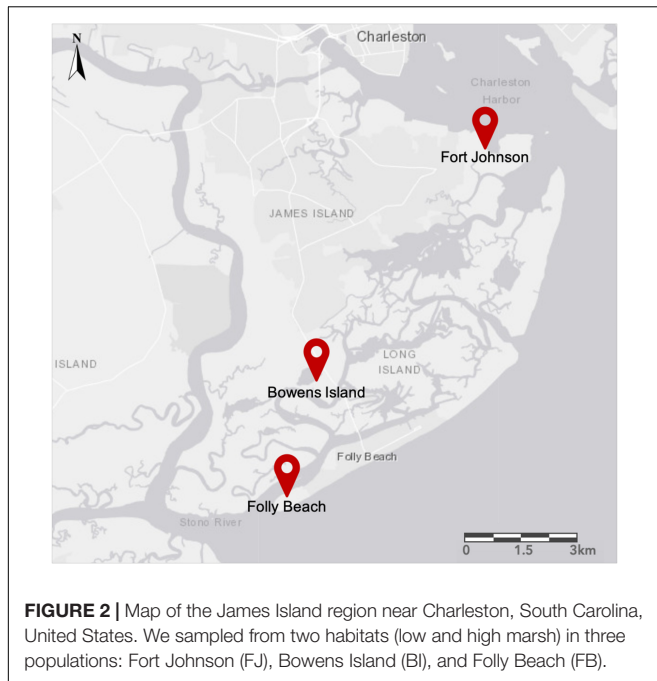 Charleston
N
Charleston
Harbor
Fort Johnson
JAMES ISLAND
ISLAND
LONG
ISLAND
Bowens Island
Folly Beach
Folly Beach
Stono River
0 1.5 3km
FIGURE 2 | Map of the James Island region near Charleston, South Carolina,
United States. We sampled from two habitats (low and high marsh) in three
populations: Fort Johnson (FJ), Bowens Island (BI), and Folly Beach (FB).